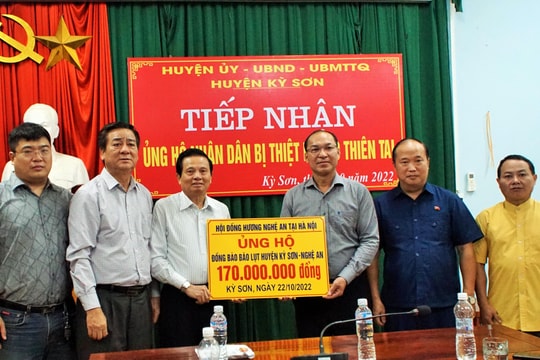 HUYỆN ỦY - UBND - UBMTTQ
HUYỆN KỲ SƠN
TIẾP NHẬN
ỦNG HỘ NHÂN DÂN BỊ THIỆT THIÊN TAI
Kỳ Sơn, 2022
HỘI ĐỒNG HƯƠNG NGHỆ AN TẠI HÀ NỘI
ỦNG HỘ
ĐỒNG BÀO BÃO LỤT HUYỆN KỲ SƠN-NGHỆ AN
170.000.000 đồng
KỲ SƠN, NGÀY 22/10/2022